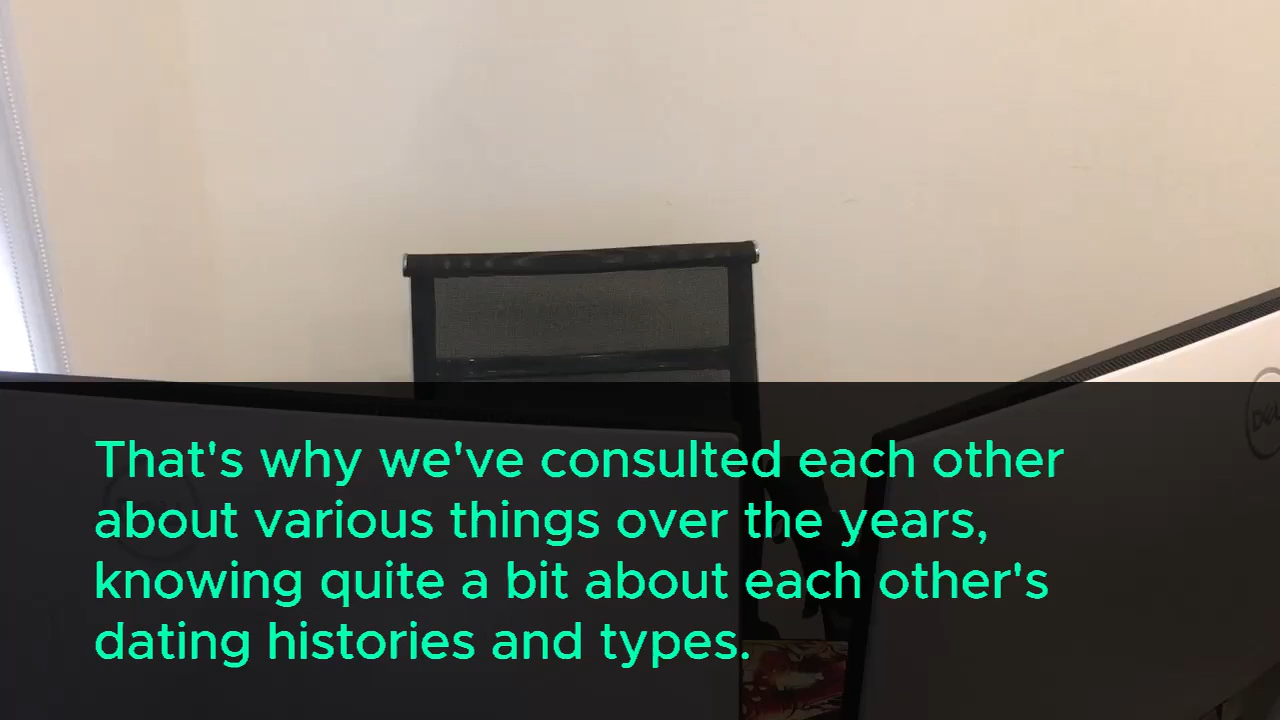 That's why we've consulted each other
about various things over the years,
knowing quite a bit about each other's
dating histories and types.
DELL